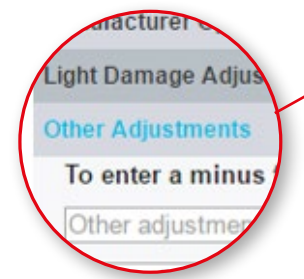 Light Damage Adjus
Other Adjustments
To enter a minus
Other adjustmen